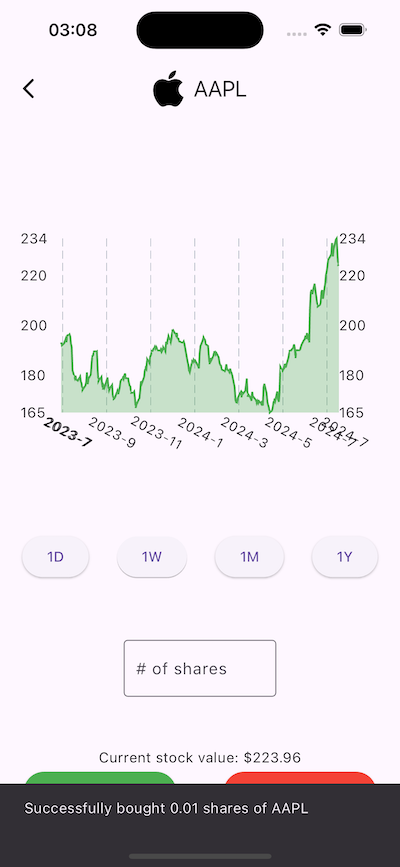 03:08
AAPL
234 234
220 220
200 200
180 180
165 165
2023-7 2023-9 2023-11 2024-1 2024-3 2024-5 2024-7 2024-7
1D 1W 1M 1Y
# of shares
Current stock value: $223.96
Successfully bought 0.01 shares of AAPL